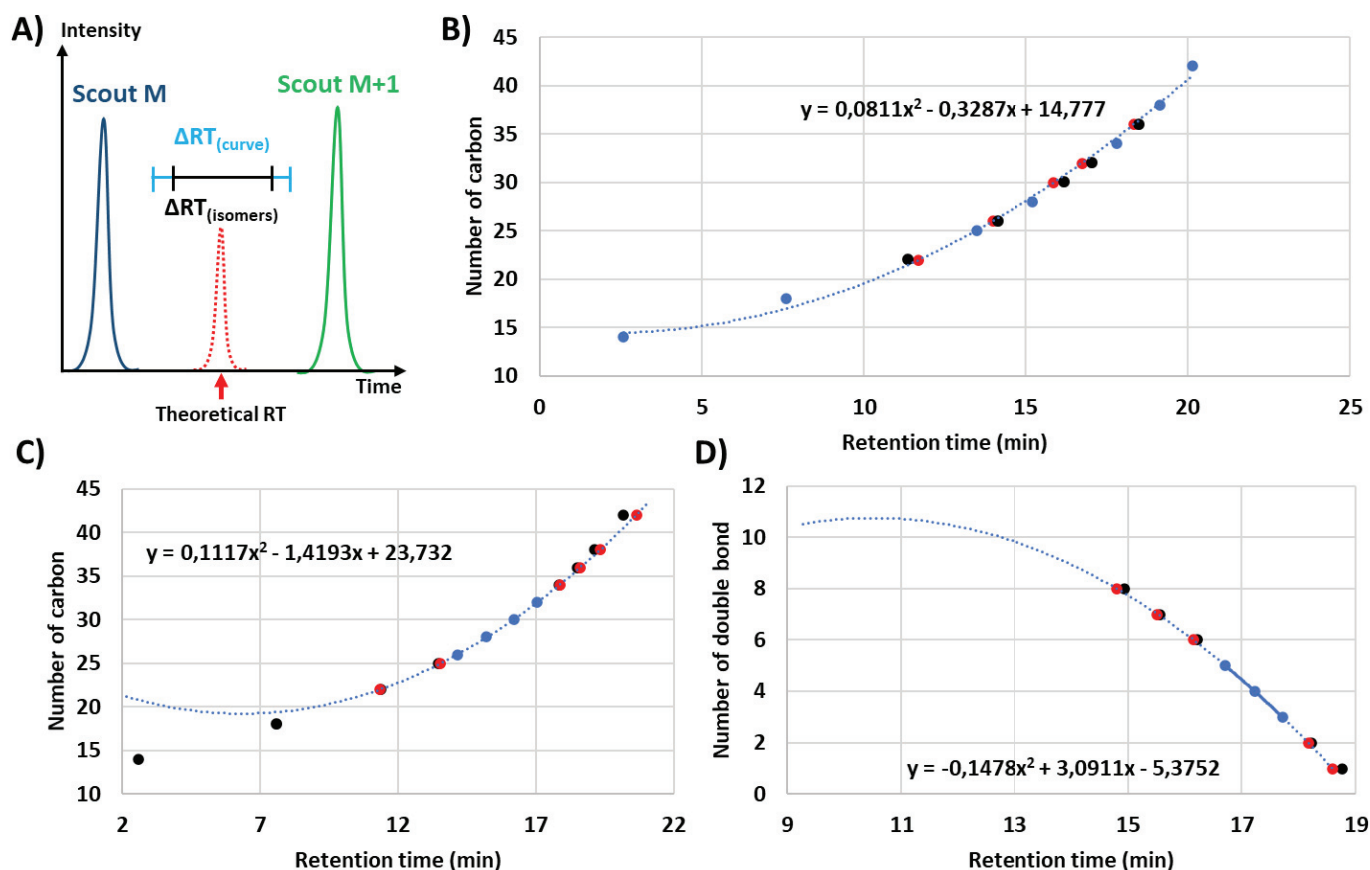 A)
Intensity
Scout M
Scout M+1
ΔRT(curve)
ΔRT(isomers)
Time
Theoretical RT
B)
45
40
35
30
25
20
15
10
Number of carbon
y = 0,0811x² - 0,3287x + 14,777
0 5 10 15 20 25
Retention time (min)
C)
45
40
35
30
25
20
15
10
Number of carbon
y = 0,1117x² - 1,4193x + 23,732
2 7 12 17 22
Retention time (min)
D)
12
10
8
6
4
2
0
Number of double bond
y = -0,1478x² + 3,0911x - 5,3752
9 11 13 15 17 19
Retention time (min)